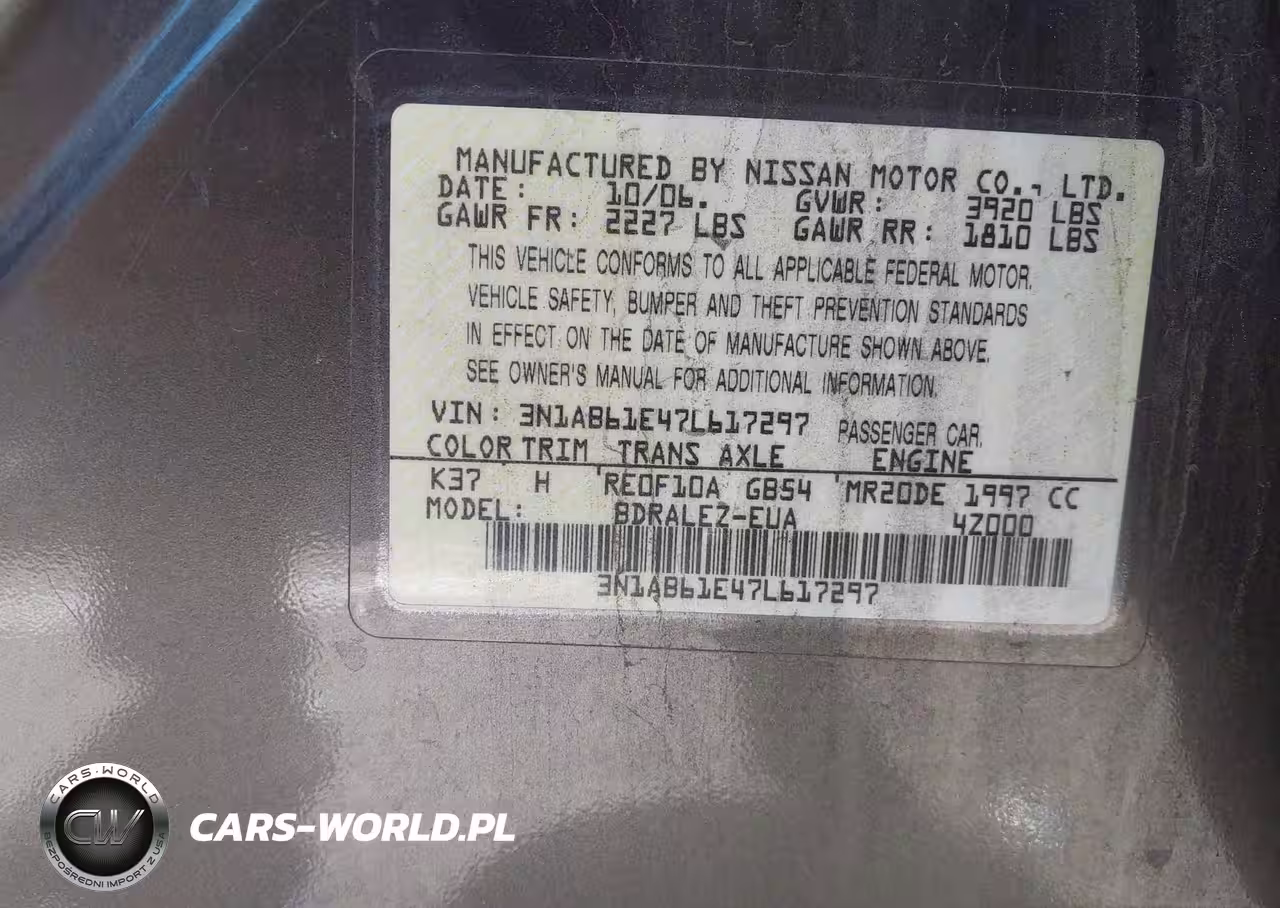 MANUFACTURED BY NISSAN MOTOR CO., LTD.
DATE: 10/06. GVWR: 3920 LBS
GAWR FR: 2227 LBS GAWR RR: 1810 LBS
THIS VEHICLE CONFORMS TO ALL APPLICABLE FEDERAL MOTOR.
VEHICLE SAFETY, BUMPER AND THEFT PREVENTION STANDARDS
IN EFFECT ON THE DATE OF MANUFACTURE SHOWN ABOVE.
SEE OWNER'S MANUAL FOR ADDITIONAL INFORMATION.
VIN: 3N1AB61E47L617297 PASSENGER CAR.
COLOR TRIM TRANS AXLE ENGINE
K37 H RE0F10A GB54 MR20DE 1997 CC
MODEL: BDRALEZ-EUA 4Z000
3N1AB61E47L617297
CARS-WORLD
CW
BEZPOŚREDNI IMPORT Z USA
CARS-WORLD.PL